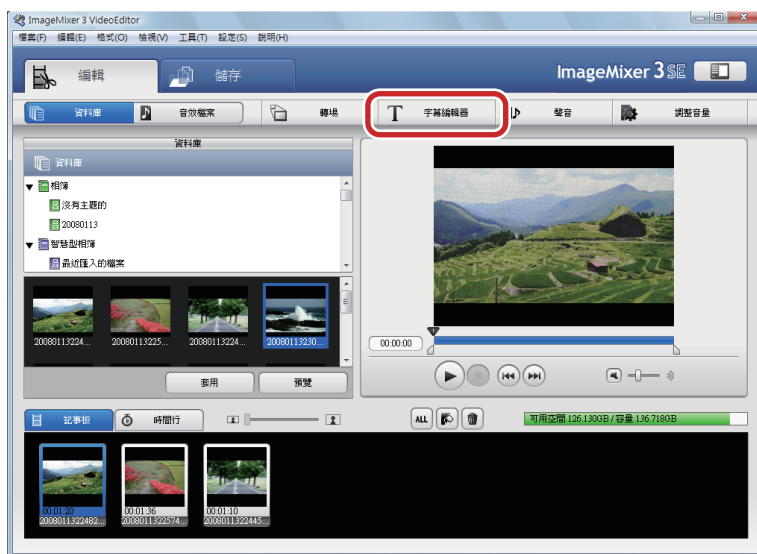 ImageMixer 3 VideoEditor
檔案(F) 編輯(E) 格式(O) 檢視(V) 工具(T) 設定(S) 說明(H)
編輯 儲存 ImageMixer 3 SE
資料庫 音效檔案 轉場 T 字幕編輯器 聲音 調整音量
資料庫
資料庫
相簿
沒有主題的
20080113
智慧型相簿
最近匯入的檔案
20080113224... 20080113225... 20080113224... 20080113230...
套用 預覽
00:00:00
記事板 時間行 ALL 可用空間 126.130GB / 容量 136.718GB
00:01:20 00:01:36 00:01:10
2008011322482... 2008011322574... 2008011322445...